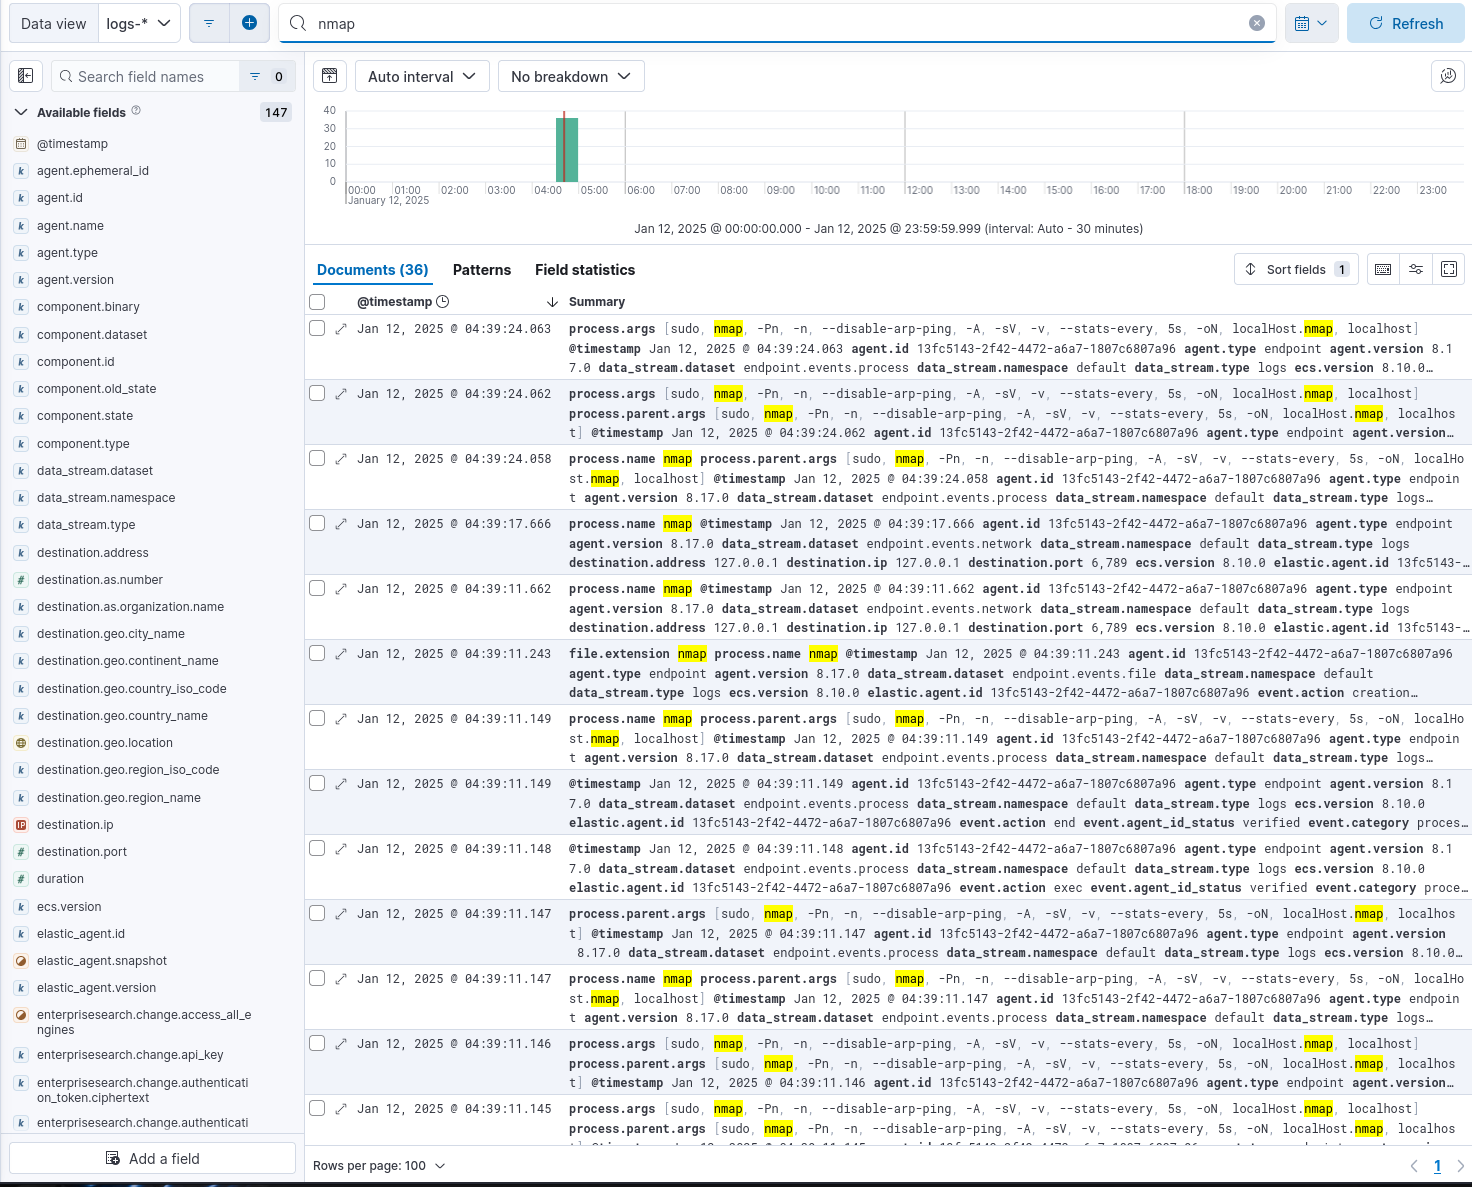 Data view logs-* nmap Refresh
Search field names 0
Auto interval No breakdown
Available fields 147
@timestamp
agent.ephemeral_id
agent.id
agent.name
agent.type
agent.version
component.binary
component.dataset
component.id
component.old_state
component.state
component.type
data_stream.dataset
data_stream.namespace
data_stream.type
destination.address
destination.as.number
destination.as.organization.name
destination.geo.city_name
destination.geo.continent_name
destination.geo.country_iso_code
destination.geo.country_name
destination.geo.location
destination.geo.region_iso_code
destination.geo.region_name
destination.ip
destination.port
duration
ecs.version
elastic_agent.id
elastic_agent.snapshot
elastic_agent.version
enterprisesearch.change.access_all_e
ngines
enterprisesearch.change.api_key
enterprisesearch.change.authenticati
on_token.ciphertext
enterprisesearch.change.authenticati
Add a field
40
30
20
10
0
00:00 01:00 02:00 03:00 04:00 05:00 06:00 07:00 08:00 09:00 10:00 11:00 12:00 13:00 14:00 15:00 16:00 17:00 18:00 19:00 20:00 21:00 22:00 23:00
January 12, 2025
Jan 12, 2025 @ 00:00:00.000 - Jan 12, 2025 @ 23:59:59.999 (interval: Auto - 30 minutes)
Documents (36) Patterns Field statistics Sort fields 1
@timestamp Summary
Jan 12, 2025 @ 04:39:24.063 process.args [sudo, nmap, -Pn, -n, --disable-arp-ping, -A, -sV, -v, --stats-every, 5s, -oN, localHost.nmap, localhost]
@timestamp Jan 12, 2025 @ 04:39:24.063 agent.id 13fc5143-2f42-4472-a6a7-1807c6807a96 agent.type endpoint agent.version 8.1
7.0 data_stream.dataset endpoint.events.process data_stream.namespace default data_stream.type logs ecs.version 8.10.0…
Jan 12, 2025 @ 04:39:24.062 process.args [sudo, nmap, -Pn, -n, --disable-arp-ping, -A, -sV, -v, --stats-every, 5s, -oN, localHost.nmap, localhost]
process.parent.args [sudo, nmap, -Pn, -n, --disable-arp-ping, -A, -sV, -v, --stats-every, 5s, -oN, localHost.nmap, localhos
t] @timestamp Jan 12, 2025 @ 04:39:24.062 agent.id 13fc5143-2f42-4472-a6a7-1807c6807a96 agent.type endpoint agent.version…
Jan 12, 2025 @ 04:39:24.058 process.name nmap process.parent.args [sudo, nmap, -Pn, -n, --disable-arp-ping, -A, -sV, -v, --stats-every, 5s, -oN, localHo
st.nmap, localhost] @timestamp Jan 12, 2025 @ 04:39:24.058 agent.id 13fc5143-2f42-4472-a6a7-1807c6807a96 agent.type endpoin
t agent.version 8.17.0 data_stream.dataset endpoint.events.process data_stream.namespace default data_stream.type logs…
Jan 12, 2025 @ 04:39:17.666 process.name nmap @timestamp Jan 12, 2025 @ 04:39:17.666 agent.id 13fc5143-2f42-4472-a6a7-1807c6807a96 agent.type endpoint
agent.version 8.17.0 data_stream.dataset endpoint.events.network data_stream.namespace default data_stream.type logs
destination.address 127.0.0.1 destination.ip 127.0.0.1 destination.port 6,789 ecs.version 8.10.0 elastic.agent.id 13fc5143-…
Jan 12, 2025 @ 04:39:11.662 process.name nmap @timestamp Jan 12, 2025 @ 04:39:11.662 agent.id 13fc5143-2f42-4472-a6a7-1807c6807a96 agent.type endpoint
agent.version 8.17.0 data_stream.dataset endpoint.events.network data_stream.namespace default data_stream.type logs
destination.address 127.0.0.1 destination.ip 127.0.0.1 destination.port 6,789 ecs.version 8.10.0 elastic.agent.id 13fc5143-…
Jan 12, 2025 @ 04:39:11.243 file.extension nmap process.name nmap @timestamp Jan 12, 2025 @ 04:39:11.243 agent.id 13fc5143-2f42-4472-a6a7-1807c6807a96
agent.type endpoint agent.version 8.17.0 data_stream.dataset endpoint.events.file data_stream.namespace default
data_stream.type logs ecs.version 8.10.0 elastic.agent.id 13fc5143-2f42-4472-a6a7-1807c6807a96 event.action creation…
Jan 12, 2025 @ 04:39:11.149 process.name nmap process.parent.args [sudo, nmap, -Pn, -n, --disable-arp-ping, -A, -sV, -v, --stats-every, 5s, -oN, localHo
st.nmap, localhost] @timestamp Jan 12, 2025 @ 04:39:11.149 agent.id 13fc5143-2f42-4472-a6a7-1807c6807a96 agent.type endpoin
t agent.version 8.17.0 data_stream.dataset endpoint.events.process data_stream.namespace default data_stream.type logs…
Jan 12, 2025 @ 04:39:11.149 @timestamp Jan 12, 2025 @ 04:39:11.149 agent.id 13fc5143-2f42-4472-a6a7-1807c6807a96 agent.type endpoint agent.version 8.1
7.0 data_stream.dataset endpoint.events.process data_stream.namespace default data_stream.type logs ecs.version 8.10.0
elastic.agent.id 13fc5143-2f42-4472-a6a7-1807c6807a96 event.action end event.agent_id_status verified event.category proces…
Jan 12, 2025 @ 04:39:11.148 @timestamp Jan 12, 2025 @ 04:39:11.148 agent.id 13fc5143-2f42-4472-a6a7-1807c6807a96 agent.type endpoint agent.version 8.1
7.0 data_stream.dataset endpoint.events.process data_stream.namespace default data_stream.type logs ecs.version 8.10.0
elastic.agent.id 13fc5143-2f42-4472-a6a7-1807c6807a96 event.action exec event.agent_id_status verified event.category proce…
Jan 12, 2025 @ 04:39:11.147 process.parent.args [sudo, nmap, -Pn, -n, --disable-arp-ping, -A, -sV, -v, --stats-every, 5s, -oN, localHost.nmap, localhos
t] @timestamp Jan 12, 2025 @ 04:39:11.147 agent.id 13fc5143-2f42-4472-a6a7-1807c6807a96 agent.type endpoint agent.version
8.17.0 data_stream.dataset endpoint.events.process data_stream.namespace default data_stream.type logs ecs.version 8.10.0…
Jan 12, 2025 @ 04:39:11.147 process.name nmap process.parent.args [sudo, nmap, -Pn, -n, --disable-arp-ping, -A, -sV, -v, --stats-every, 5s, -oN, localHo
st.nmap, localhost] @timestamp Jan 12, 2025 @ 04:39:11.147 agent.id 13fc5143-2f42-4472-a6a7-1807c6807a96 agent.type endpoin
t agent.version 8.17.0 data_stream.dataset endpoint.events.process data_stream.namespace default data_stream.type logs…
Jan 12, 2025 @ 04:39:11.146 process.args [sudo, nmap, -Pn, -n, --disable-arp-ping, -A, -sV, -v, --stats-every, 5s, -oN, localHost.nmap, localhost]
process.parent.args [sudo, nmap, -Pn, -n, --disable-arp-ping, -A, -sV, -v, --stats-every, 5s, -oN, localHost.nmap, localhos
t] @timestamp Jan 12, 2025 @ 04:39:11.146 agent.id 13fc5143-2f42-4472-a6a7-1807c6807a96 agent.type endpoint agent.version…
Jan 12, 2025 @ 04:39:11.145 process.args [sudo, nmap, -Pn, -n, --disable-arp-ping, -A, -sV, -v, --stats-every, 5s, -oN, localHost.nmap, localhost]
process.parent.args [sudo, nmap, -Pn, -n, --disable-arp-ping, -A, -sV, -v, --stats-every, 5s, -oN, localHost.nmap, localhos
Rows per page: 100 1